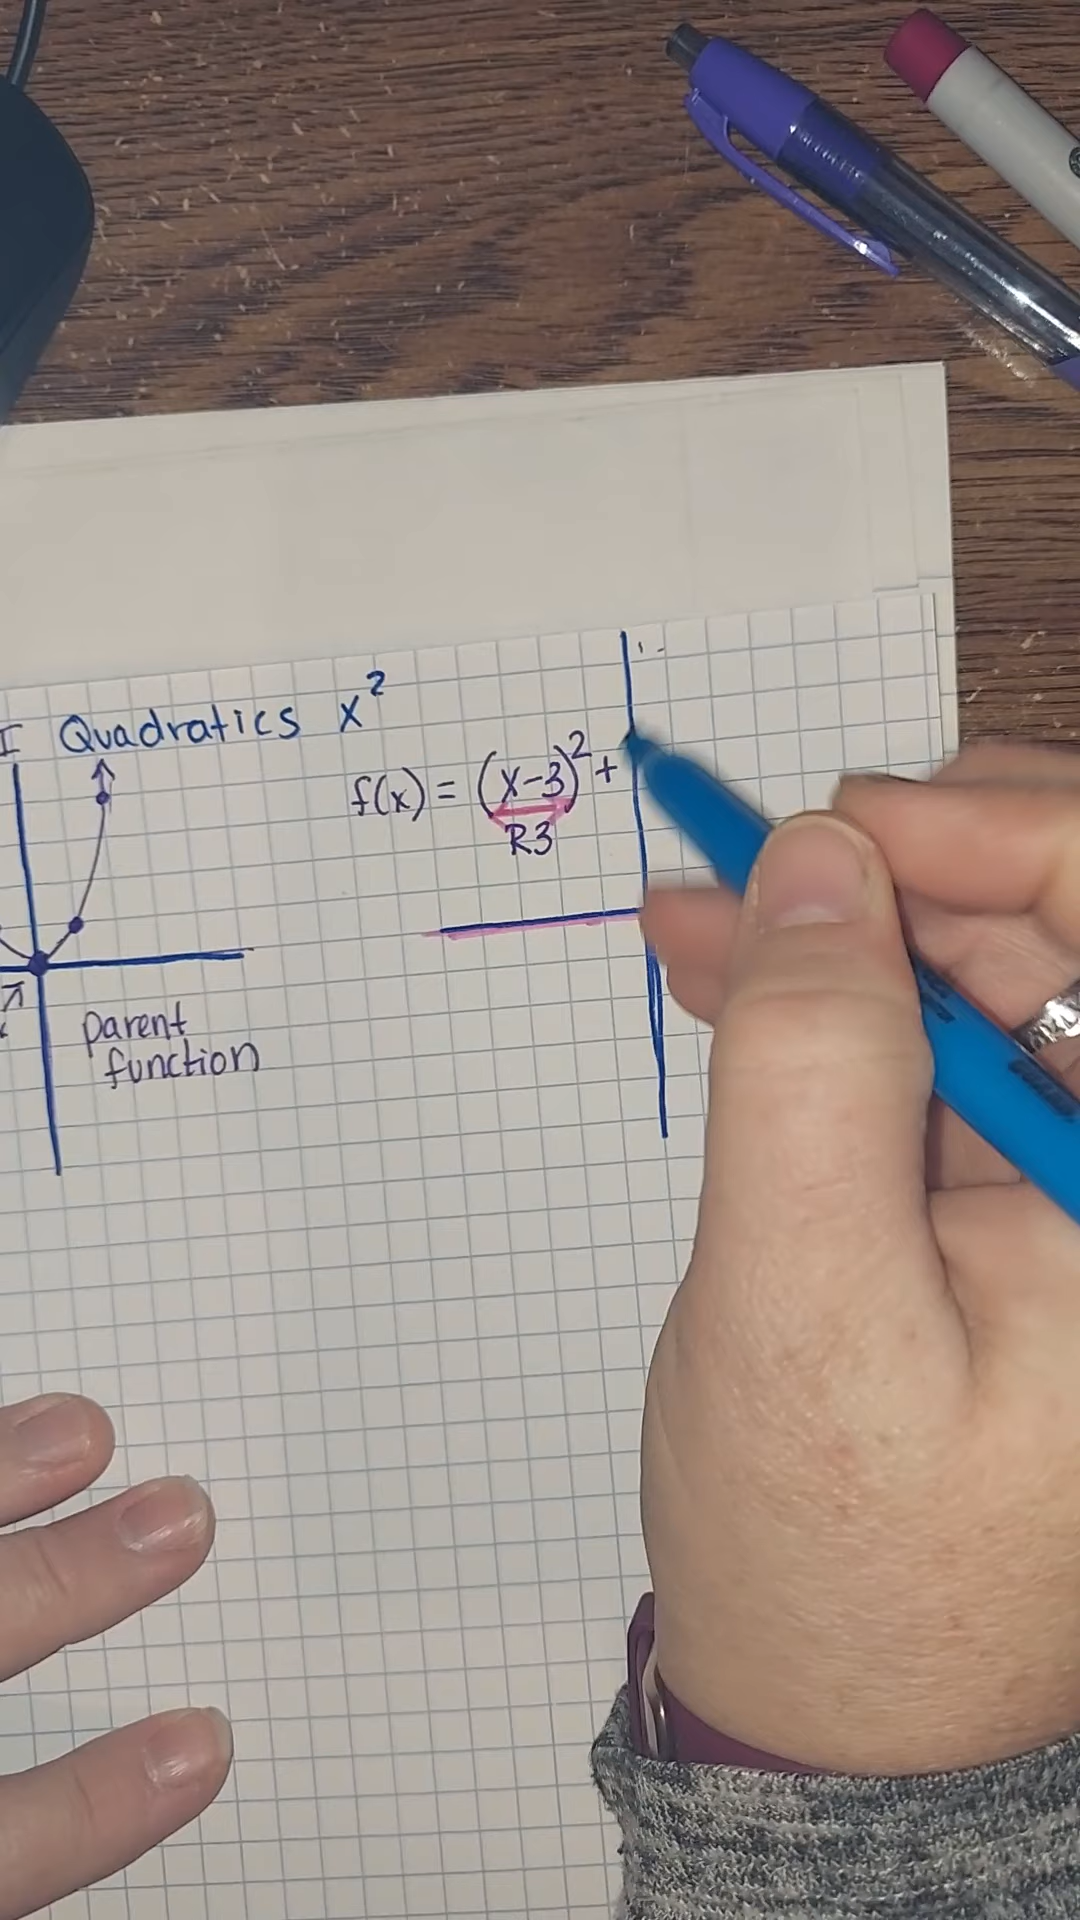 I Quadratics x²
f(x) = (x-3)² +
R3
parent
function